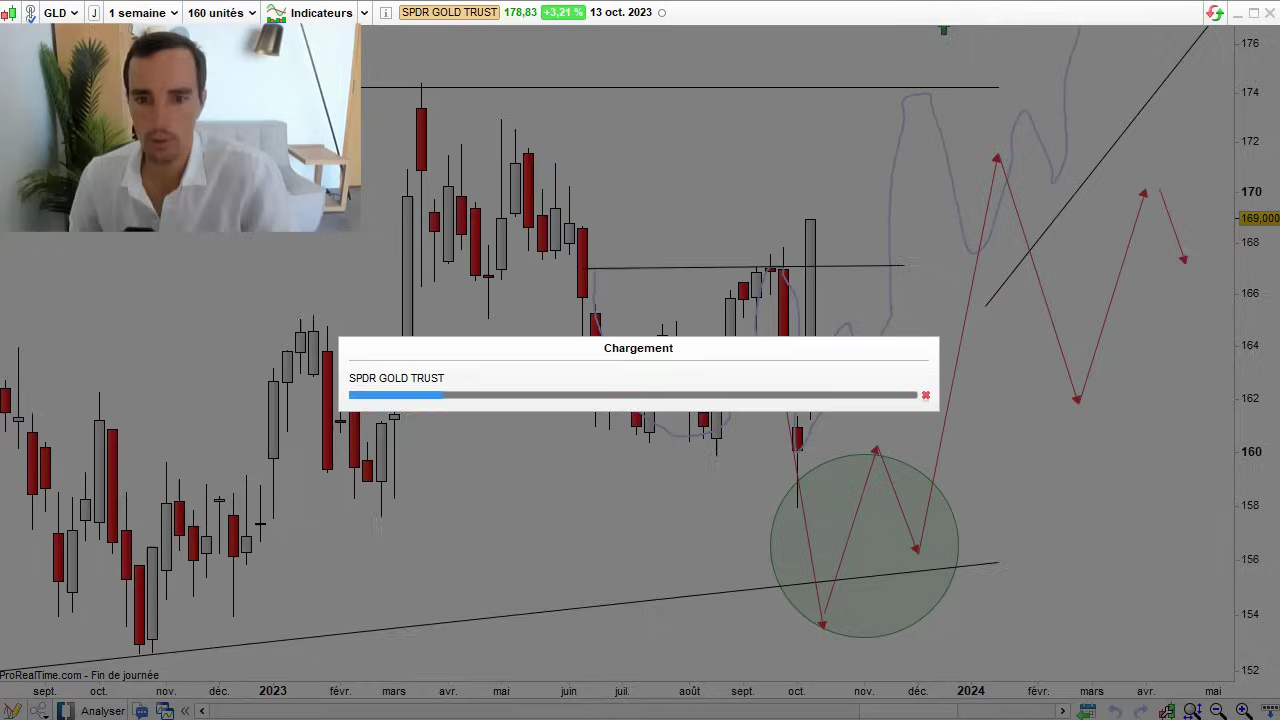 GLD J 1 semaine 160 unités Indicateurs i SPDR GOLD TRUST 178,83 +3,21 % 13 oct. 2023
176
174
172
170
169,000
168
166
164
162
160
158
156
154
152
Chargement
SPDR GOLD TRUST
ProRealTime.com - Fin de journée
sept. oct. nov. déc. 2023 févr. mars avr. mai juin juil. août sept. oct. nov. déc. 2024 févr. mars avr. mai
Analyser